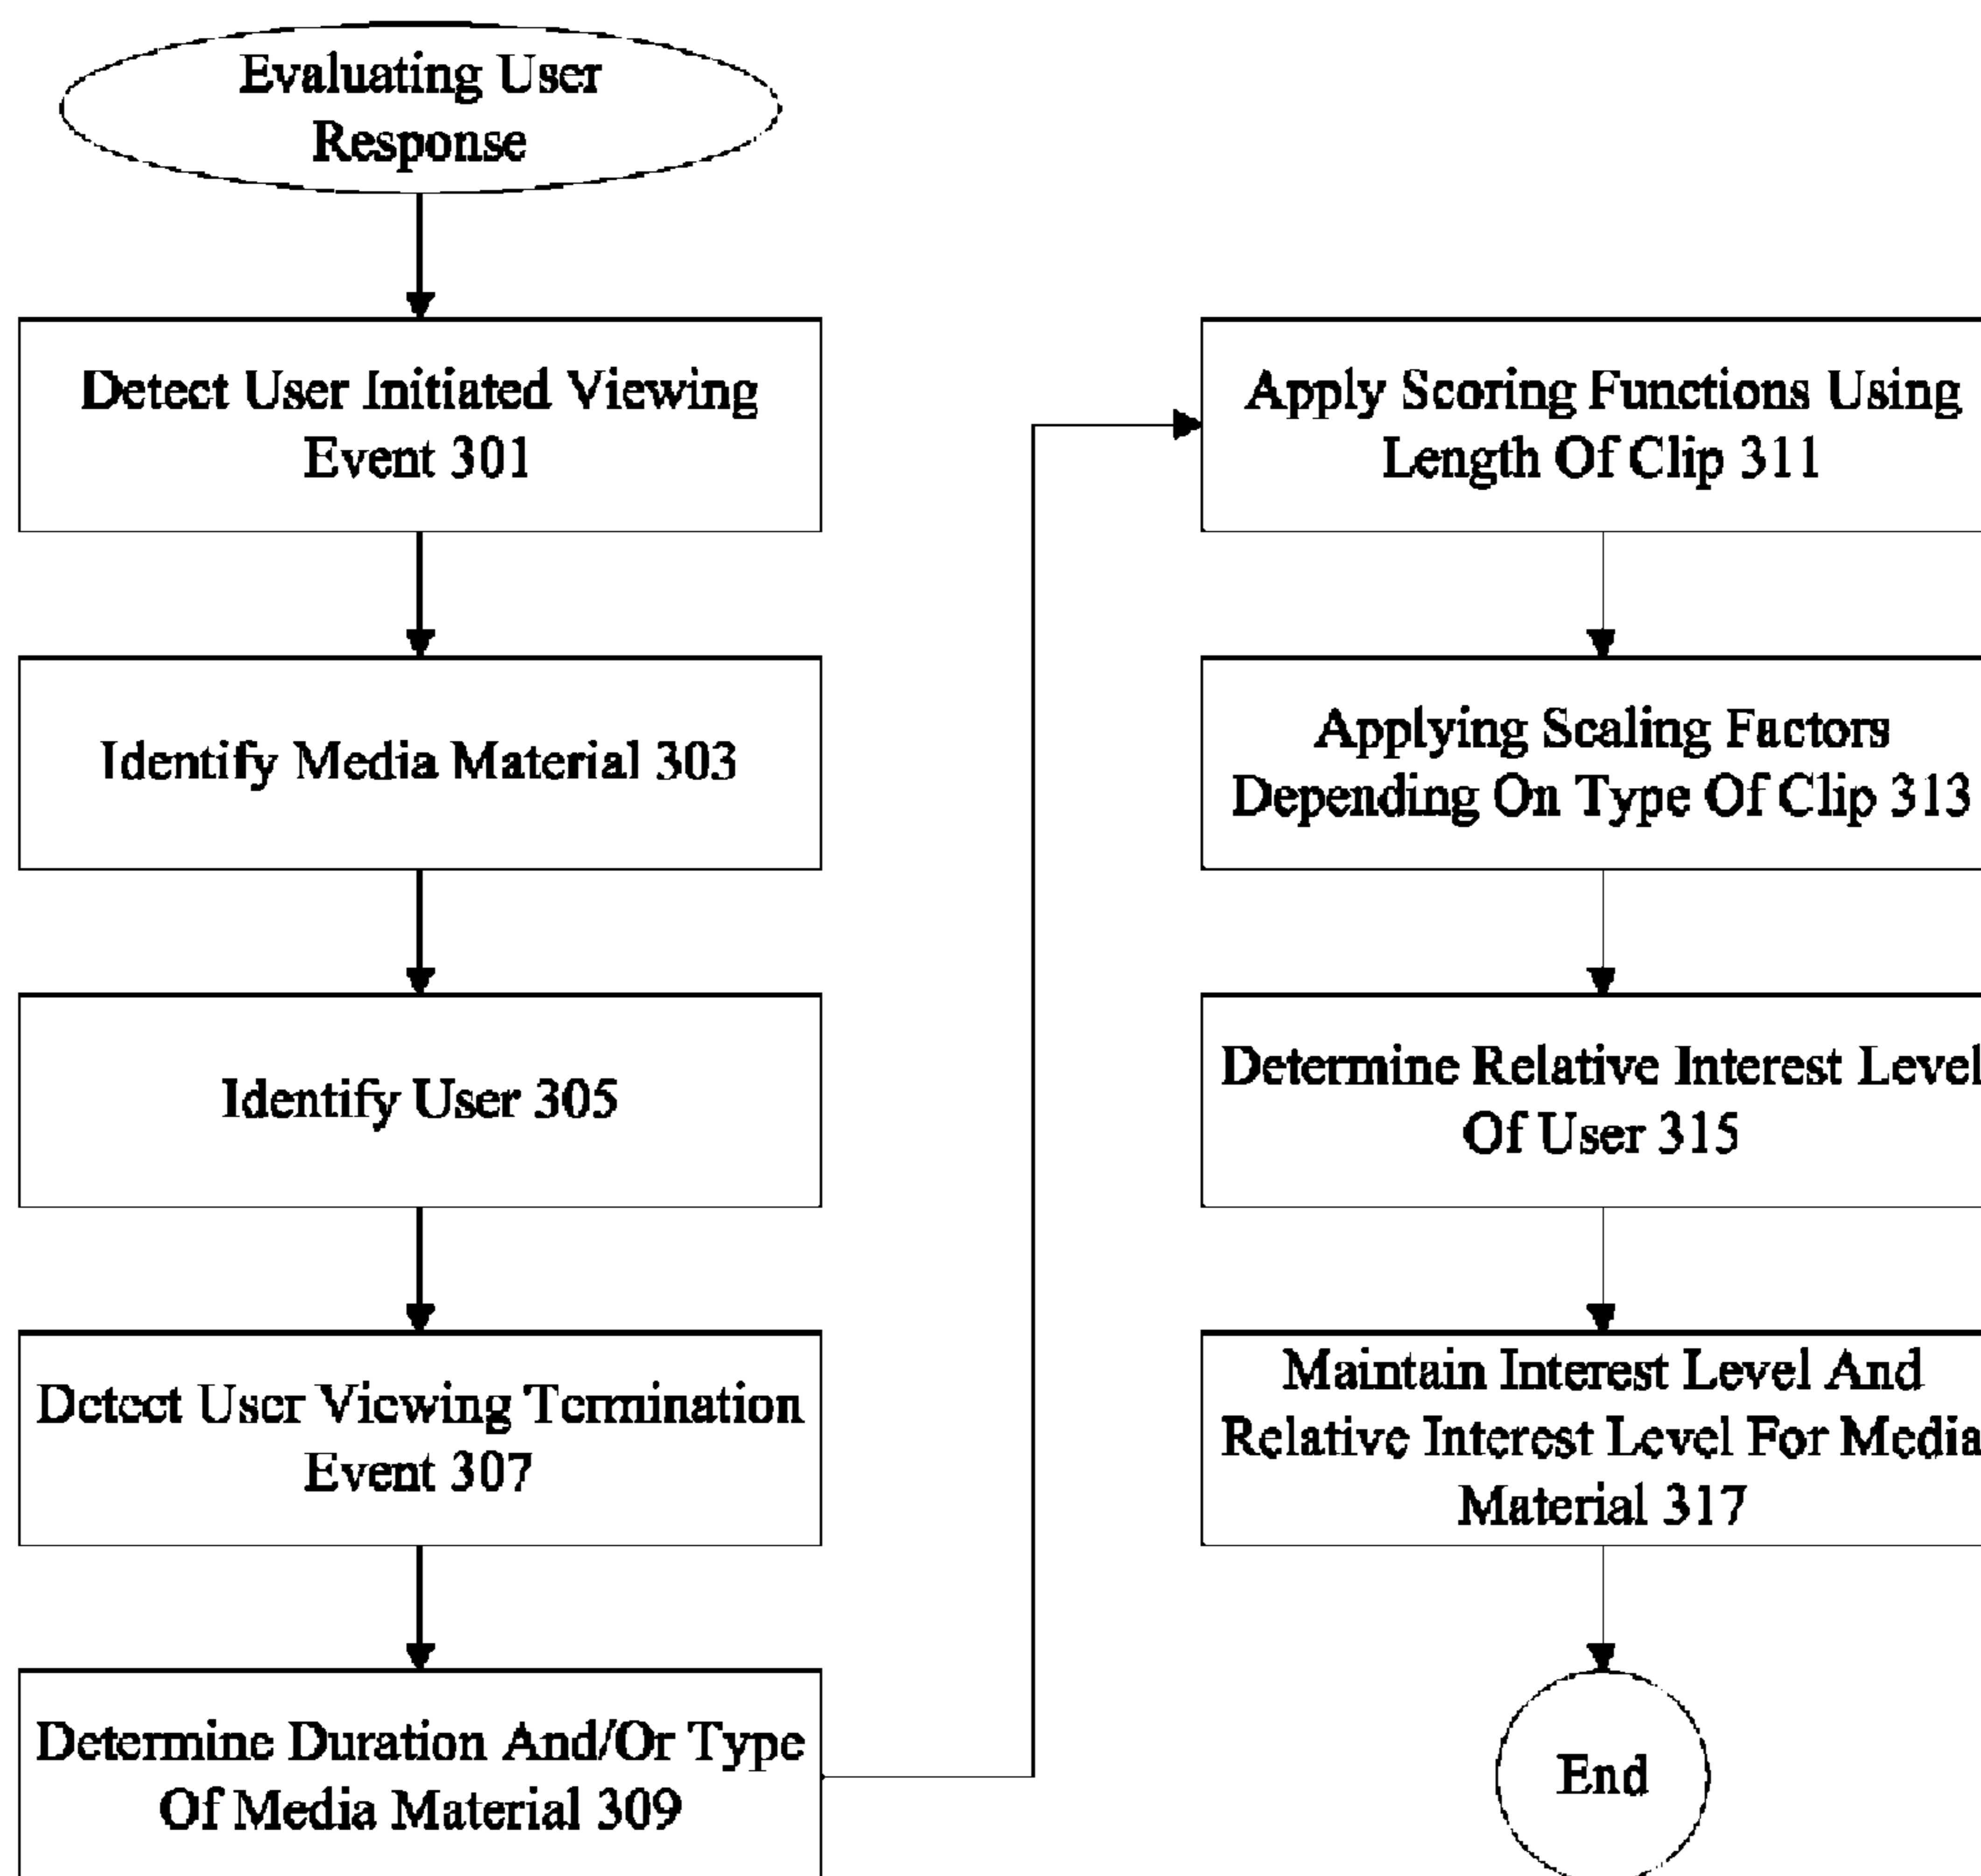 Evaluating User
Response
Detect User Initiated Viewing
Event 301
Identify Media Material 303
Identify User 305
Detect User Viewing Termination
Event 307
Determine Duration And/Or Type
Of Media Material 309
Apply Scoring Functions Using
Length Of Clip 311
Applying Scaling Factors
Depending On Type Of Clip 313
Determine Relative Interest Level
Of User 315
Maintain Interest Level And
Relative Interest Level For Media
Material 317
End